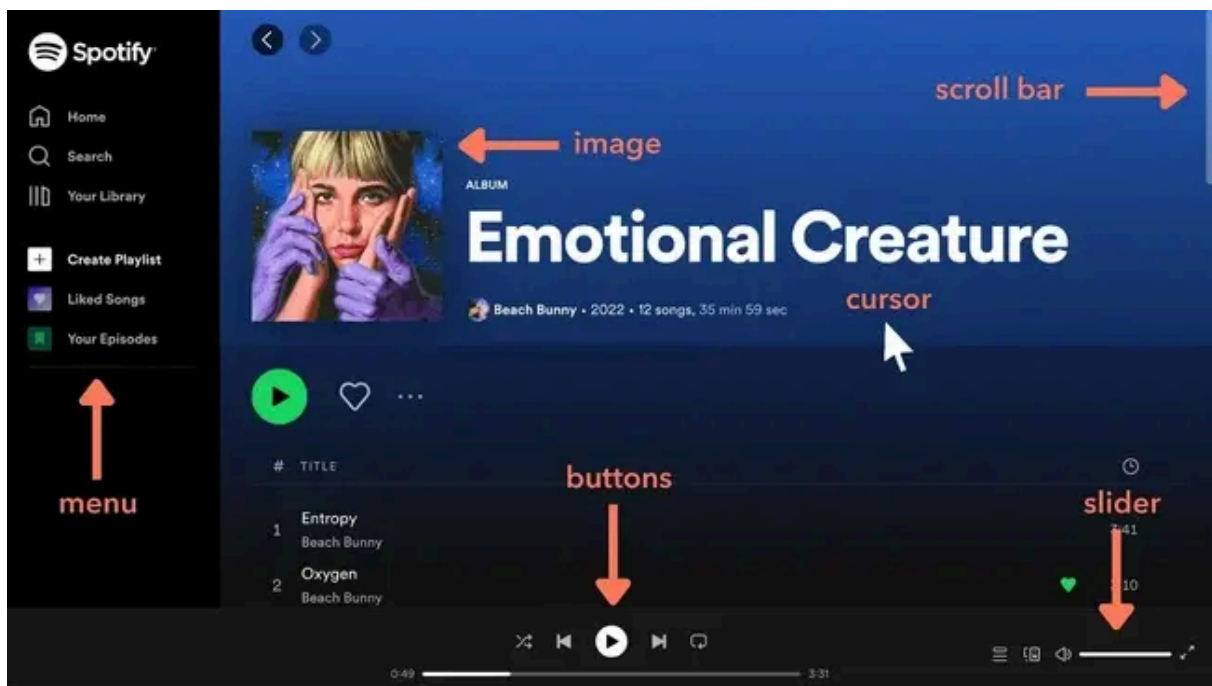 Spotify
Home
Search
Your Library
Create Playlist
Liked Songs
Your Episodes
menu
scroll bar
image
ALBUM
Emotional Creature
Beach Bunny • 2022 • 12 songs, 35 min 59 sec
cursor
# TITLE
buttons
slider
1 Entropy
Beach Bunny
:41
2 Oxygen
Beach Bunny
:10
0:49
3:31